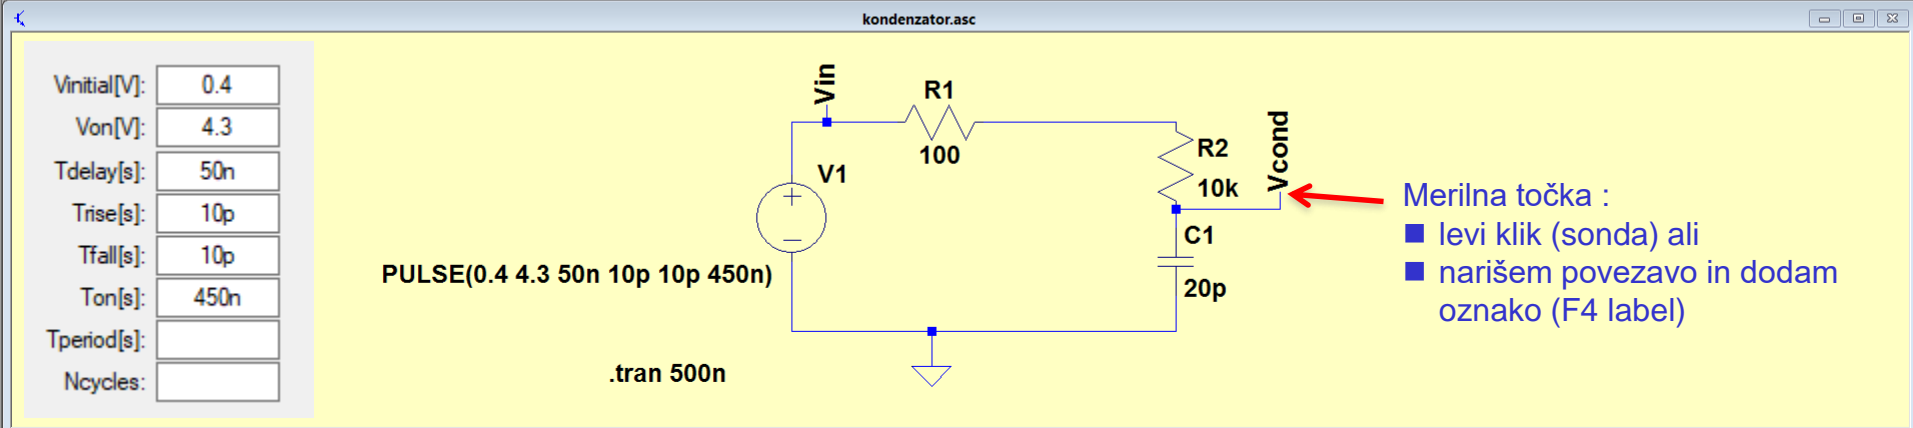 kondenzator.asc
Vinitial[V]: 0.4
Von[V]: 4.3
Tdelay[s]: 50n
Trise[s]: 10p
Tfall[s]: 10p
Ton[s]: 450n
Tperiod[s]:
Ncycles:
Vin
R1
100
V1
PULSE(0.4 4.3 50n 10p 10p 450n)
.tran 500n
R2
10k
Vcond
C1
20p
Merilna točka :
■ levi klik (sonda) ali
■ narišem povezavo in dodam
oznako (F4 label)